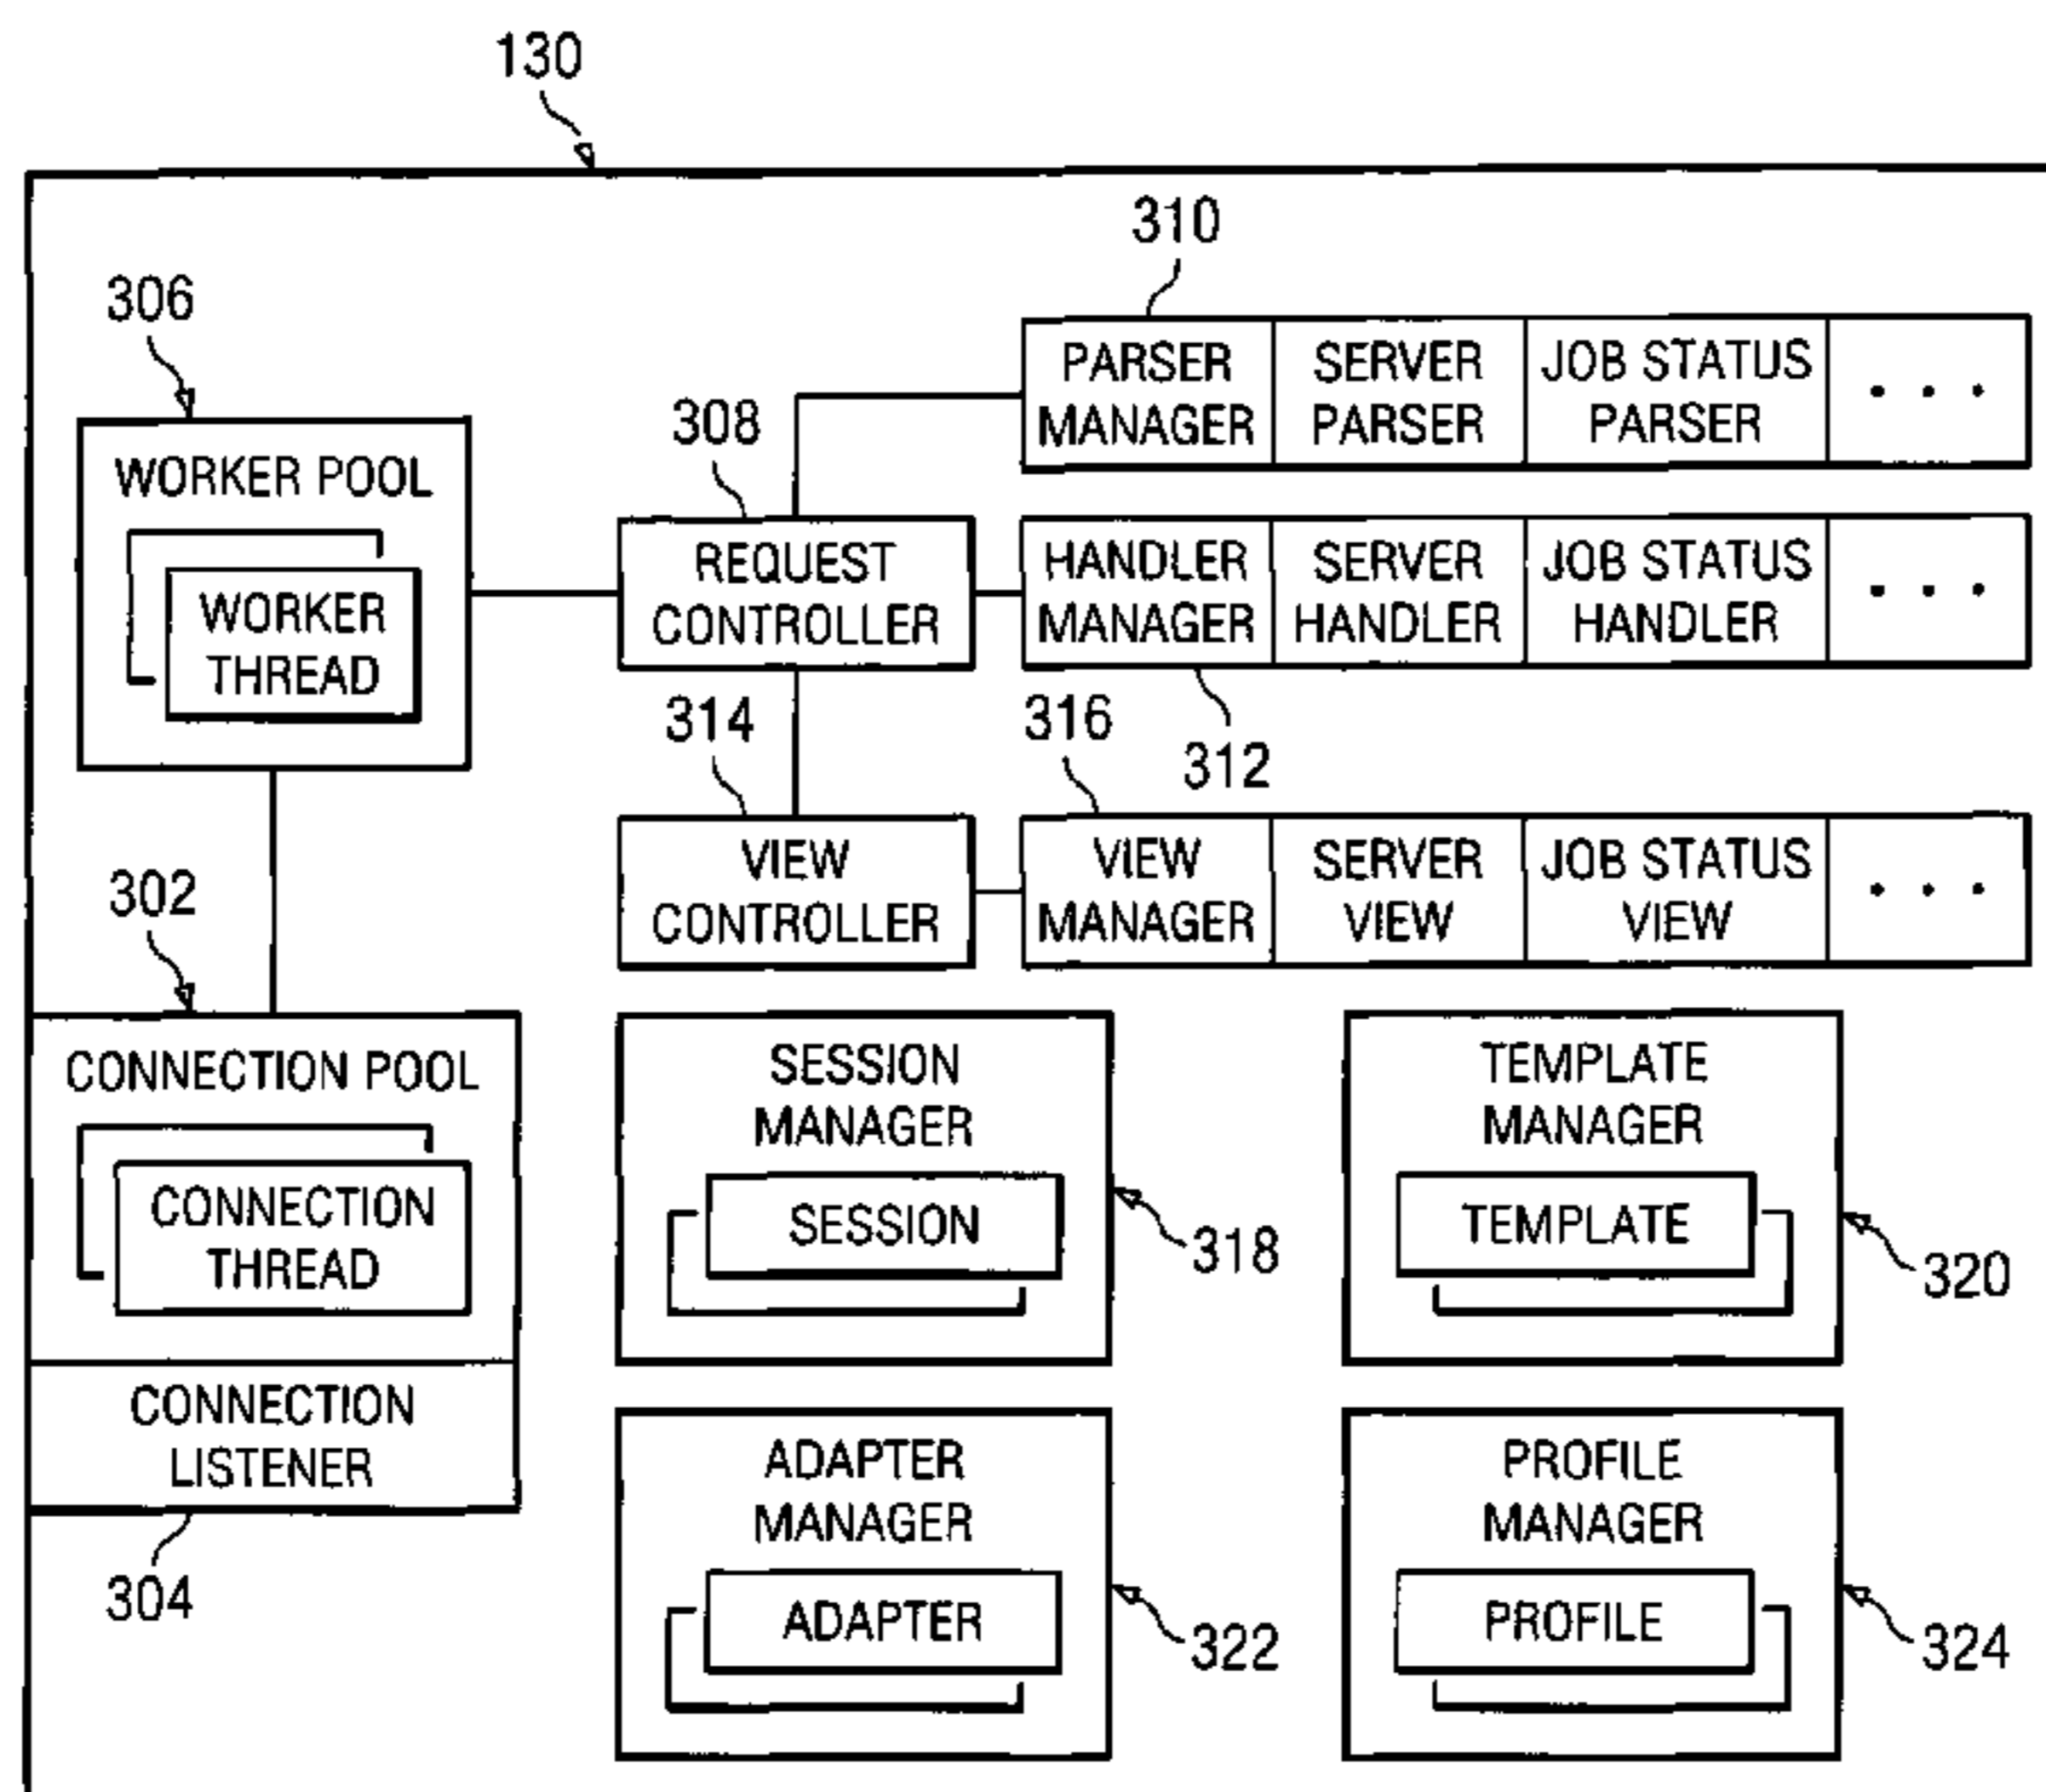 130
310
306
PARSER MANAGER
SERVER PARSER
JOB STATUS PARSER
. . .
308
WORKER POOL
WORKER THREAD
REQUEST CONTROLLER
HANDLER MANAGER
SERVER HANDLER
JOB STATUS HANDLER
. . .
314
316
312
VIEW CONTROLLER
VIEW MANAGER
SERVER VIEW
JOB STATUS VIEW
. . .
302
CONNECTION POOL
CONNECTION THREAD
CONNECTION LISTENER
304
SESSION MANAGER
SESSION
318
TEMPLATE MANAGER
TEMPLATE
320
ADAPTER MANAGER
ADAPTER
322
PROFILE MANAGER
PROFILE
324